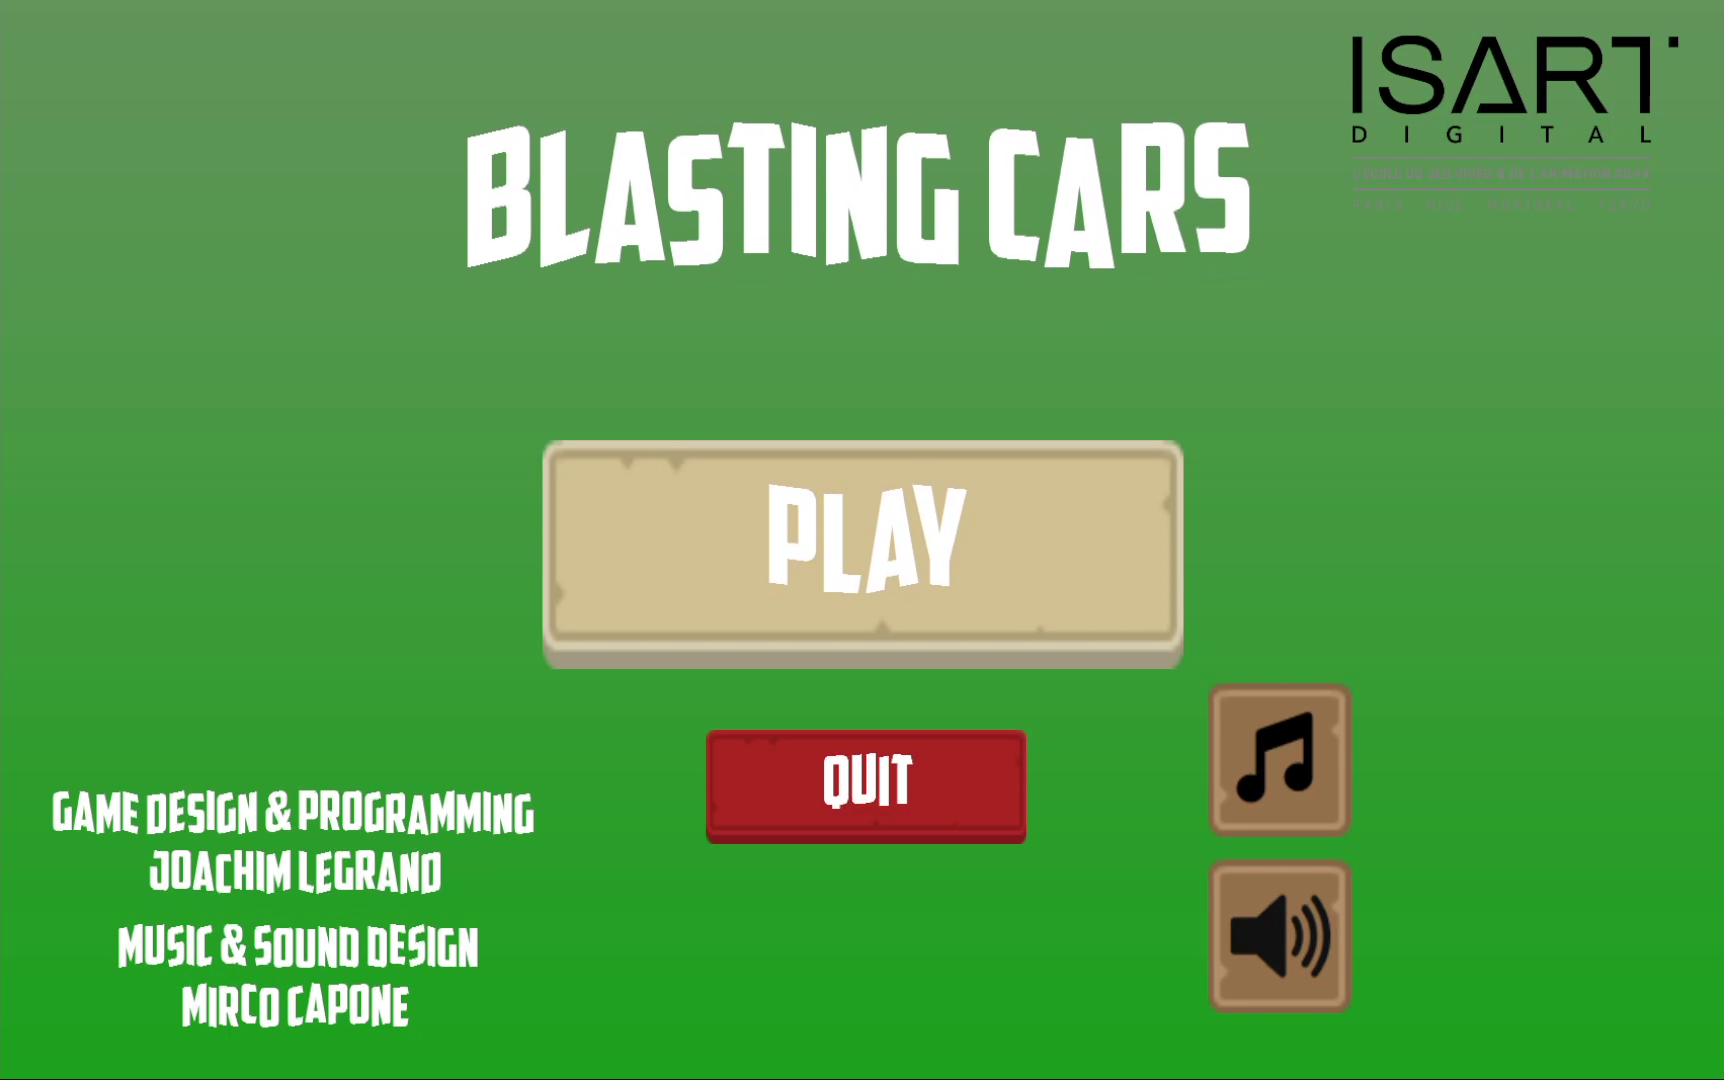 ISART
DIGITAL
BLASTING CARS
PLAY
QUIT
GAME DESIGN & PROGRAMMING
JOACHIM LEGRAND
MUSIC & SOUND DESIGN
MIRCO CAPONE